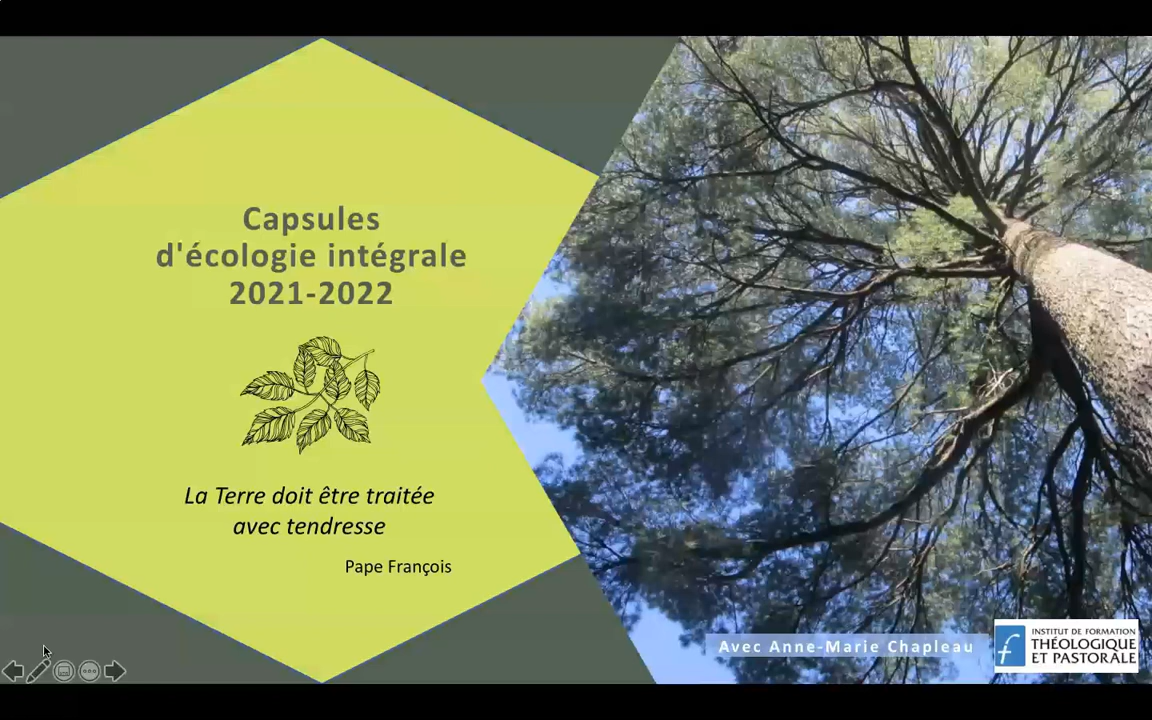 Capsules
d'écologie intégrale
2021-2022
La Terre doit être traitée
avec tendresse
Pape François
Avec Anne-Marie Chapleau
INSTITUT DE FORMATION
THÉOLOGIQUE
ET PASTORALE